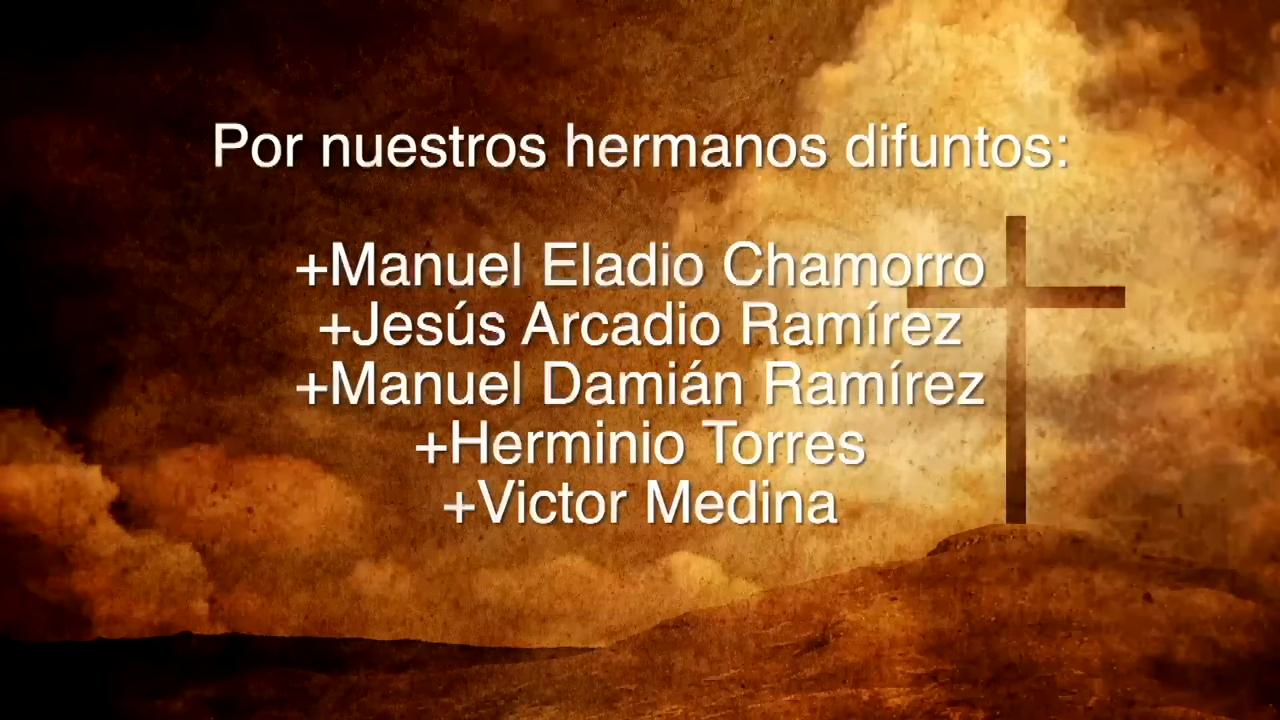 Por nuestros hermanos difuntos:
+Manuel Eladio Chamorro
+Jesús Arcadio Ramírez
+Manuel Damián Ramírez
+Herminio Torres
+Victor Medina